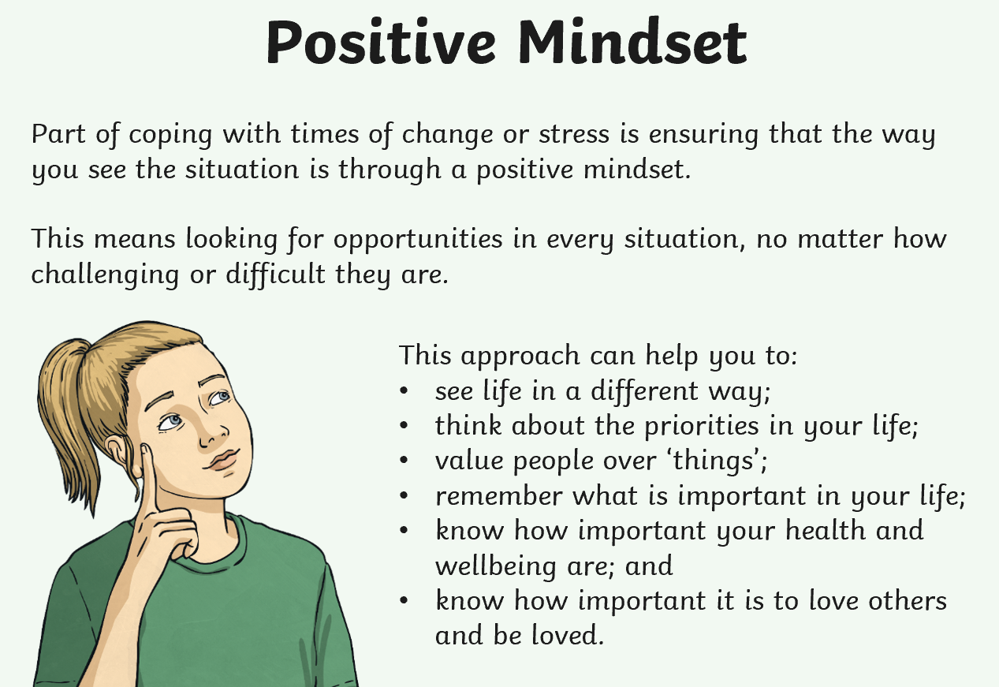 Positive Mindset
Part of coping with times of change or stress is ensuring that the way
you see the situation is through a positive mindset.
This means looking for opportunities in every situation, no matter how
challenging or difficult they are.
This approach can help you to:
• see life in a different way;
• think about the priorities in your life;
• value people over ‘things’;
• remember what is important in your life;
• know how important your health and
wellbeing are; and
• know how important it is to love others
and be loved.